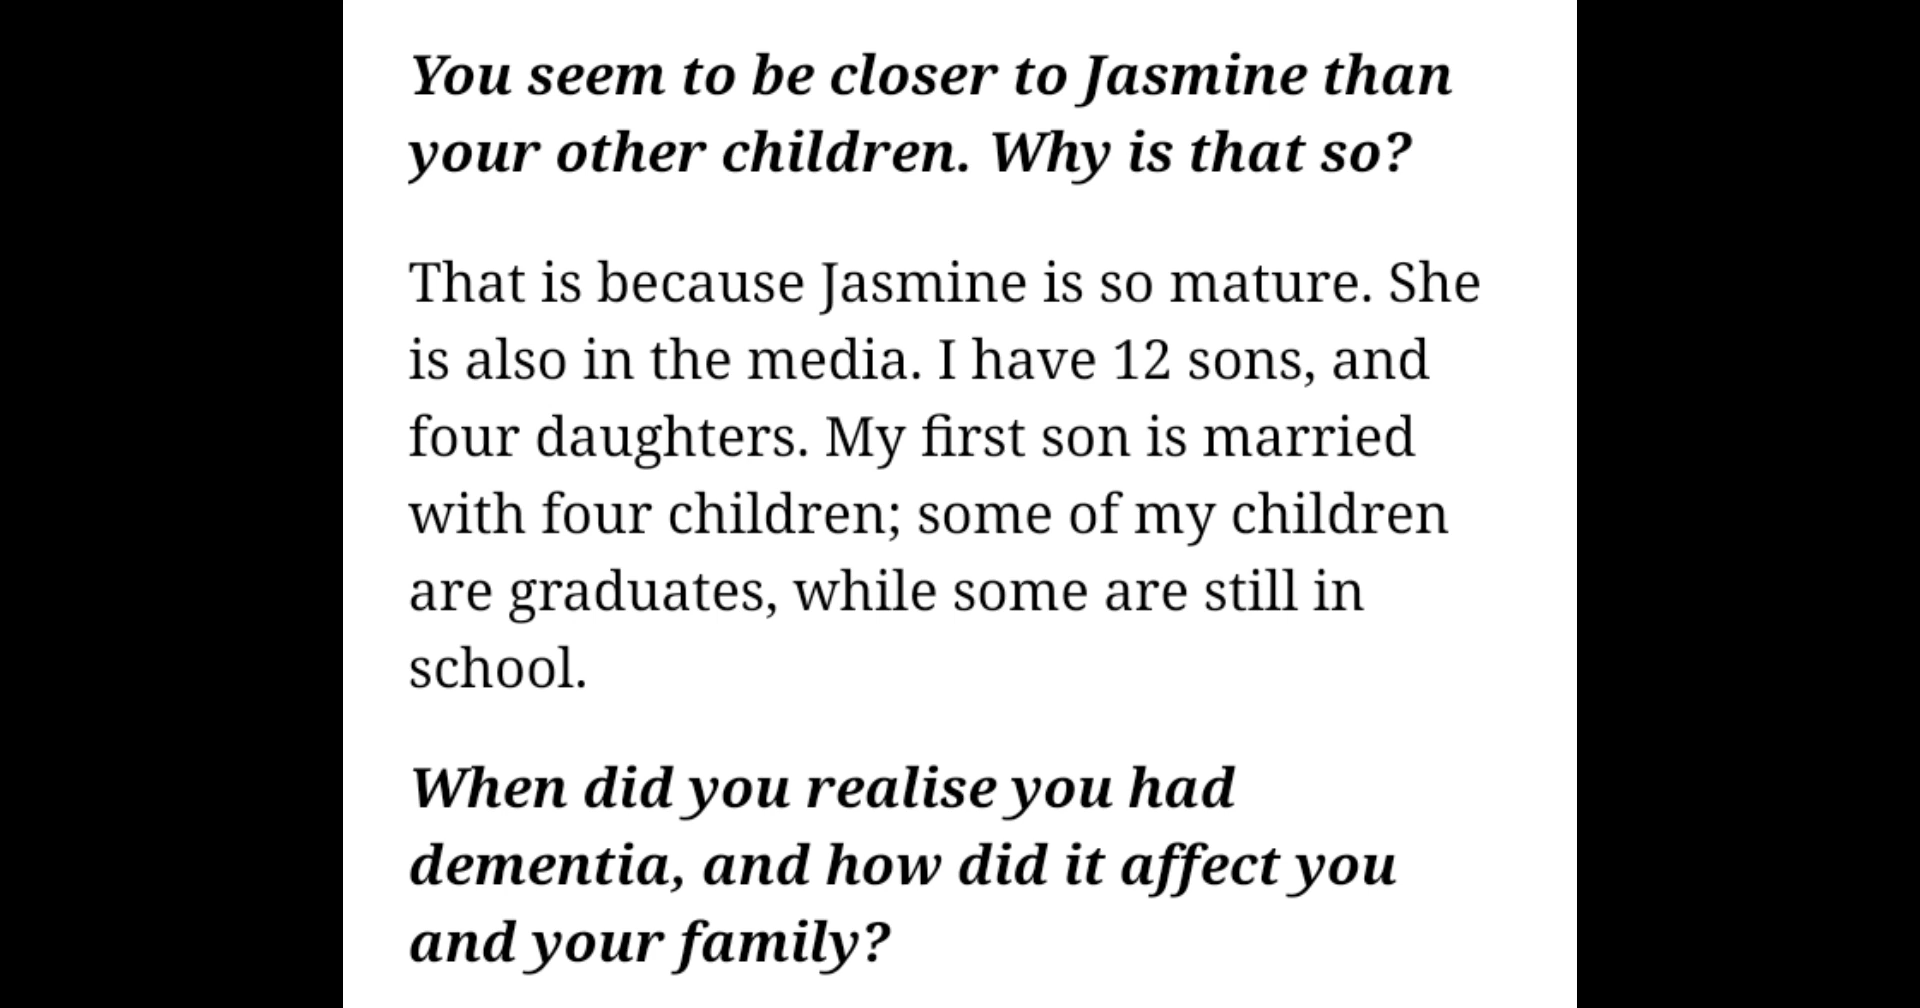 You seem to be closer to Jasmine than
your other children. Why is that so?
That is because Jasmine is so mature. She
is also in the media. I have 12 sons, and
four daughters. My first son is married
with four children; some of my children
are graduates, while some are still in
school.
When did you realise you had
dementia, and how did it affect you
and your family?